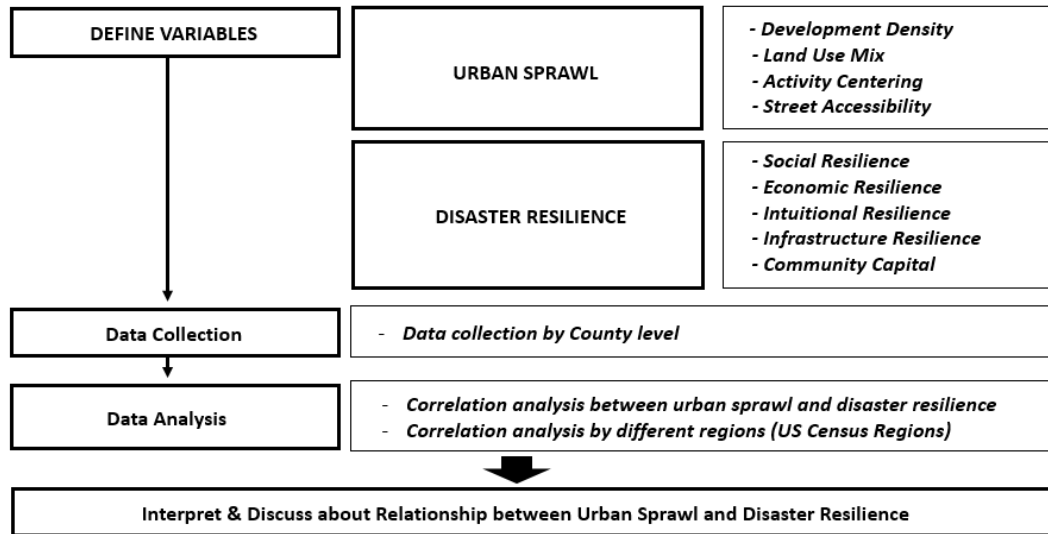 DEFINE VARIABLES
URBAN SPRAWL
- Development Density
- Land Use Mix
- Activity Centering
- Street Accessibility
DISASTER RESILIENCE
- Social Resilience
- Economic Resilience
- Intuitional Resilience
- Infrastructure Resilience
- Community Capital
Data Collection
- Data collection by County level
Data Analysis
- Correlation analysis between urban sprawl and disaster resilience
- Correlation analysis by different regions (US Census Regions)
Interpret & Discuss about Relationship between Urban Sprawl and Disaster Resilience